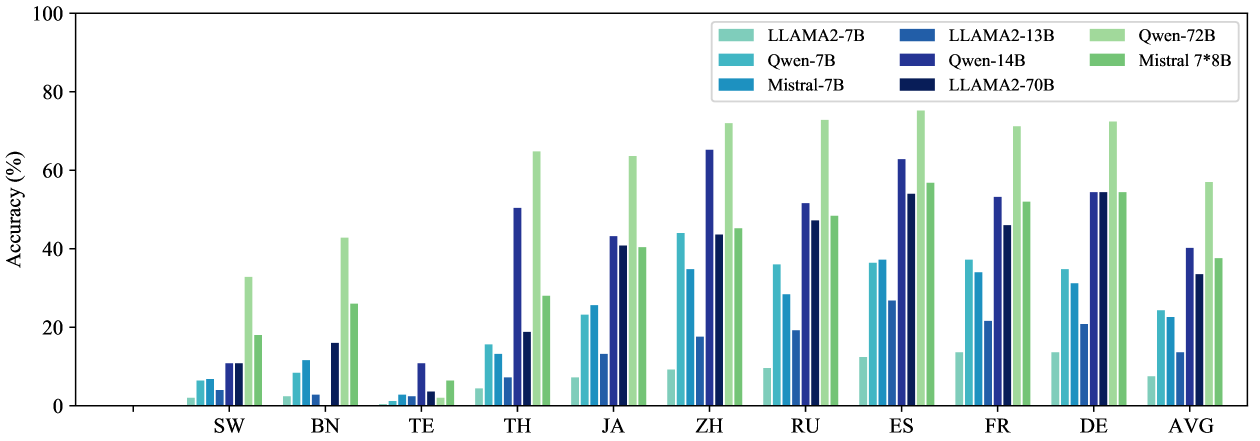 100
80
60
40
20
0
Accuracy (%)
LLAMA2-7B
Qwen-7B
Mistral-7B
LLAMA2-13B
Qwen-14B
LLAMA2-70B
Qwen-72B
Mistral 7*8B
SW BN TE TH JA ZH RU ES FR DE AVG